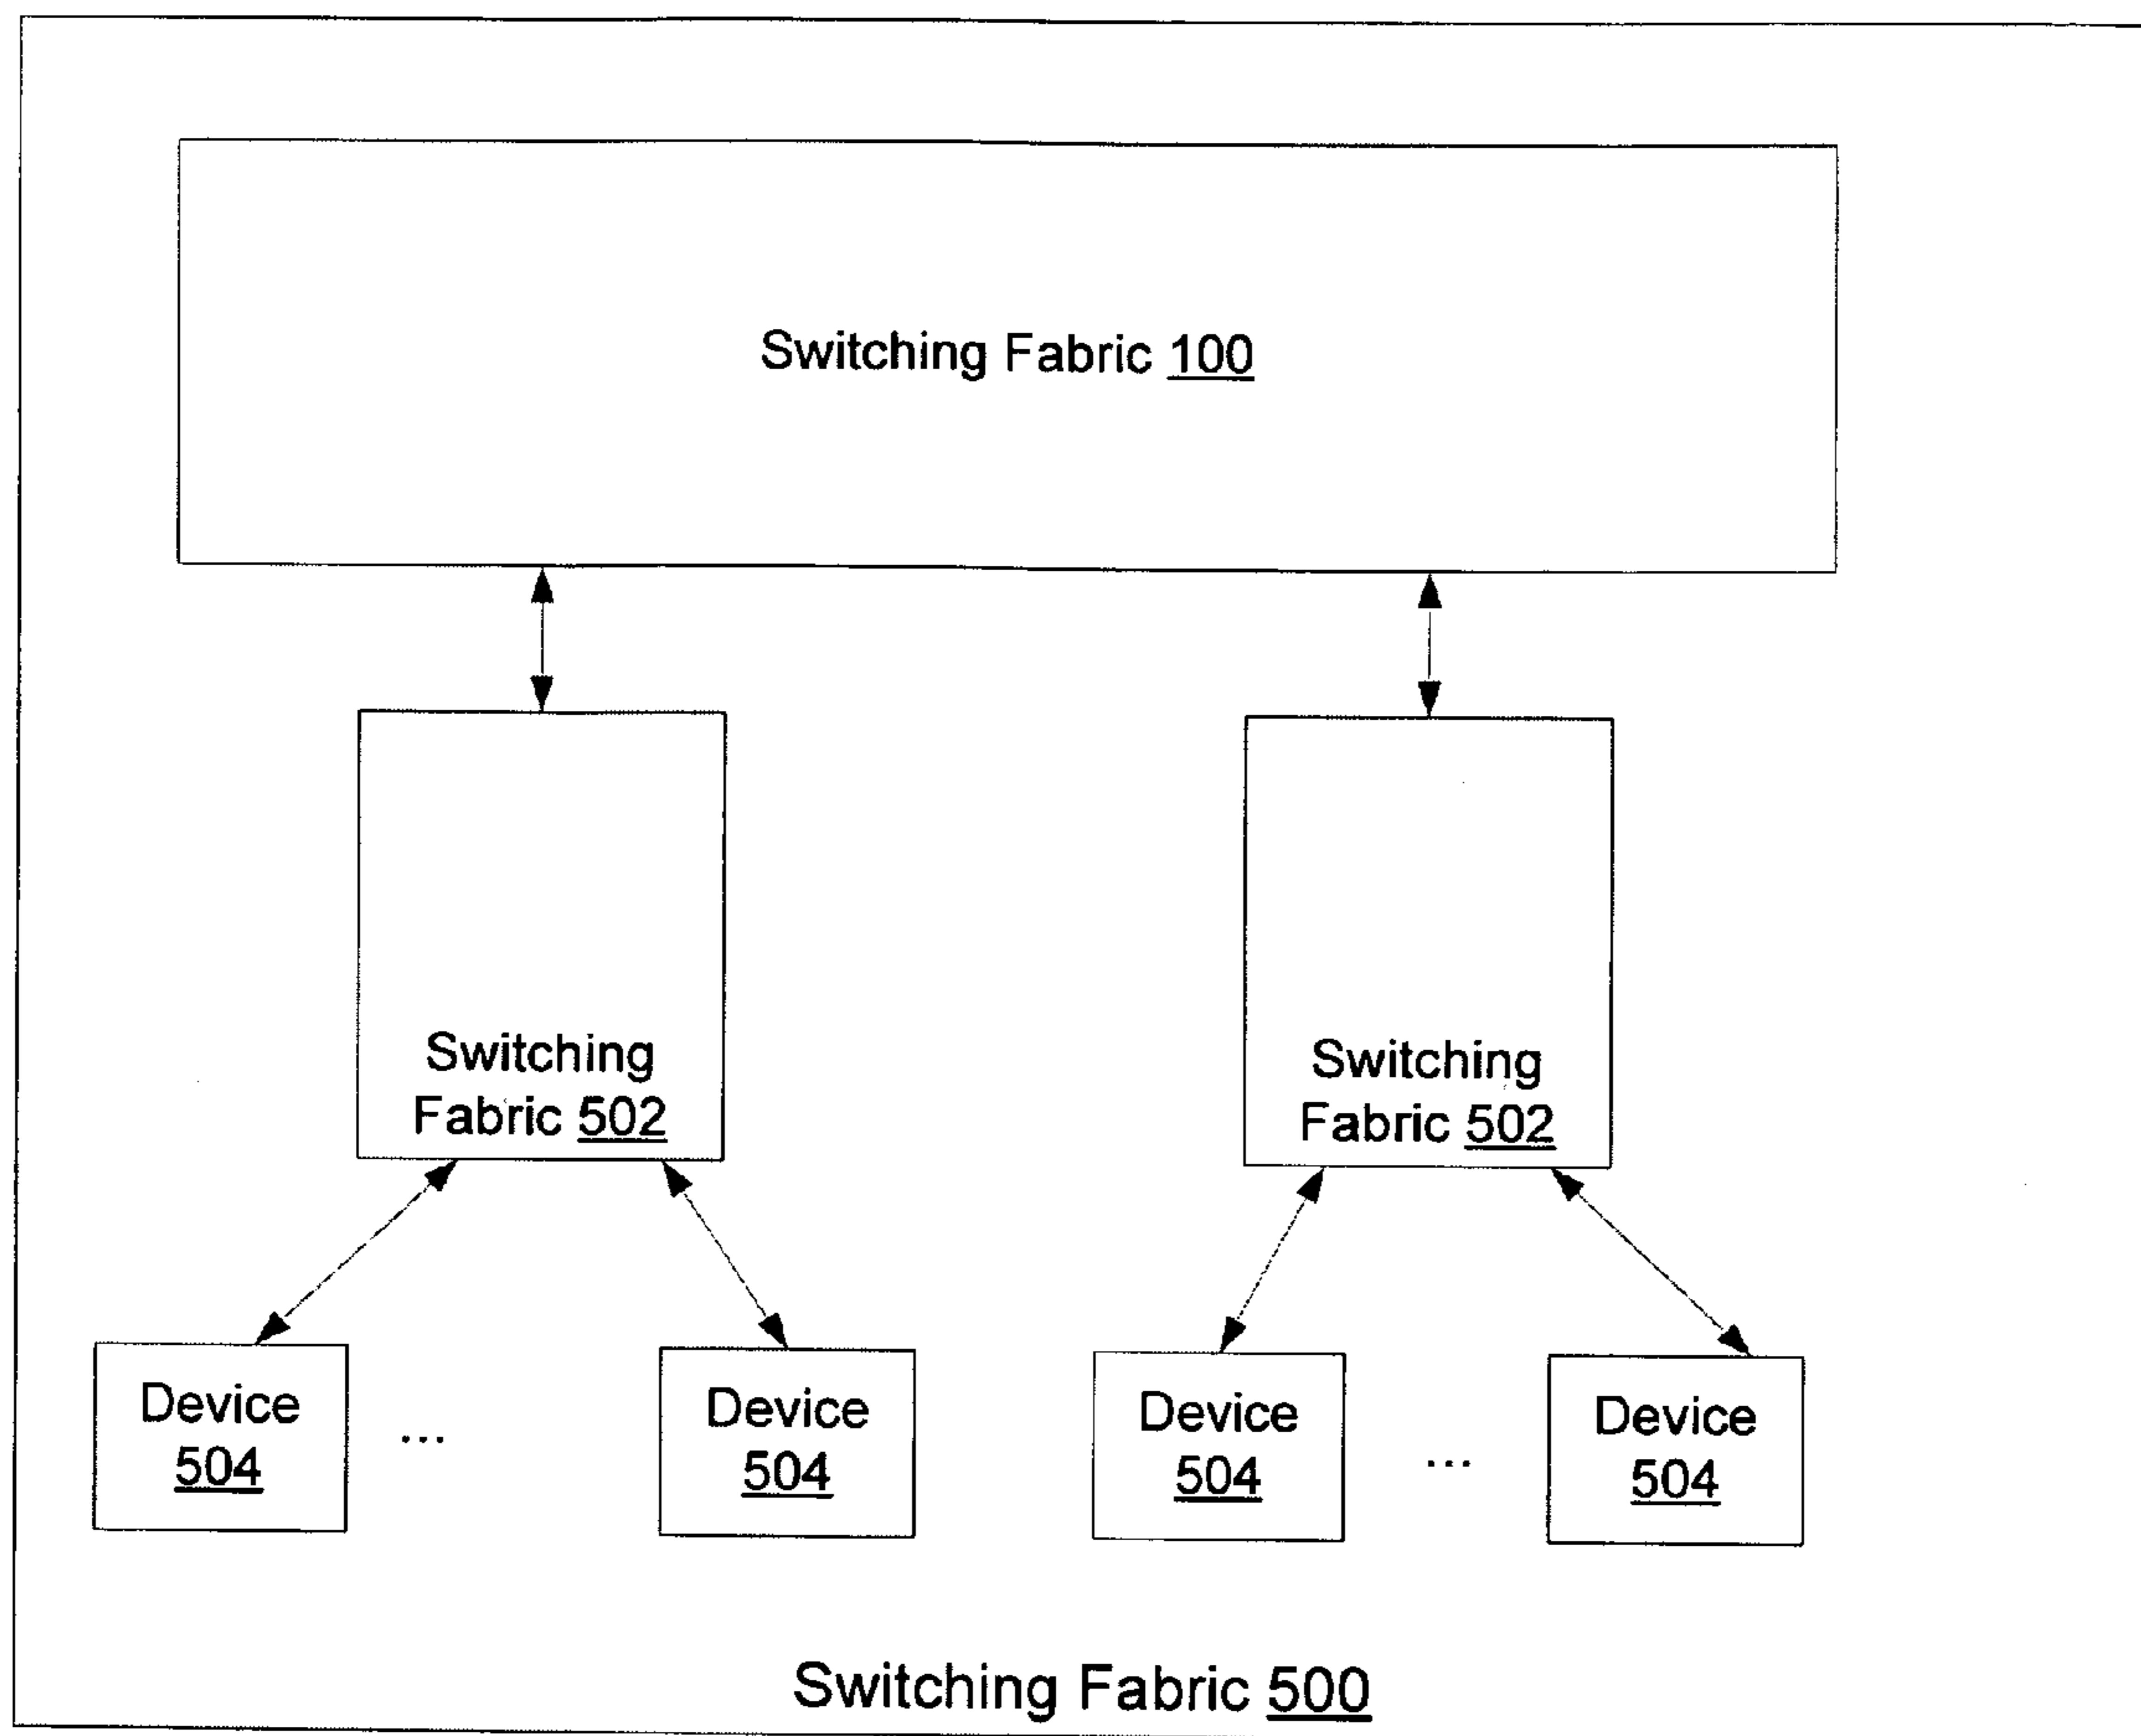 Switching Fabric 100
Switching
Fabric 502
Switching
Fabric 502
Device
504
...
Device
504
Device
504
...
Device
504
Switching Fabric 500